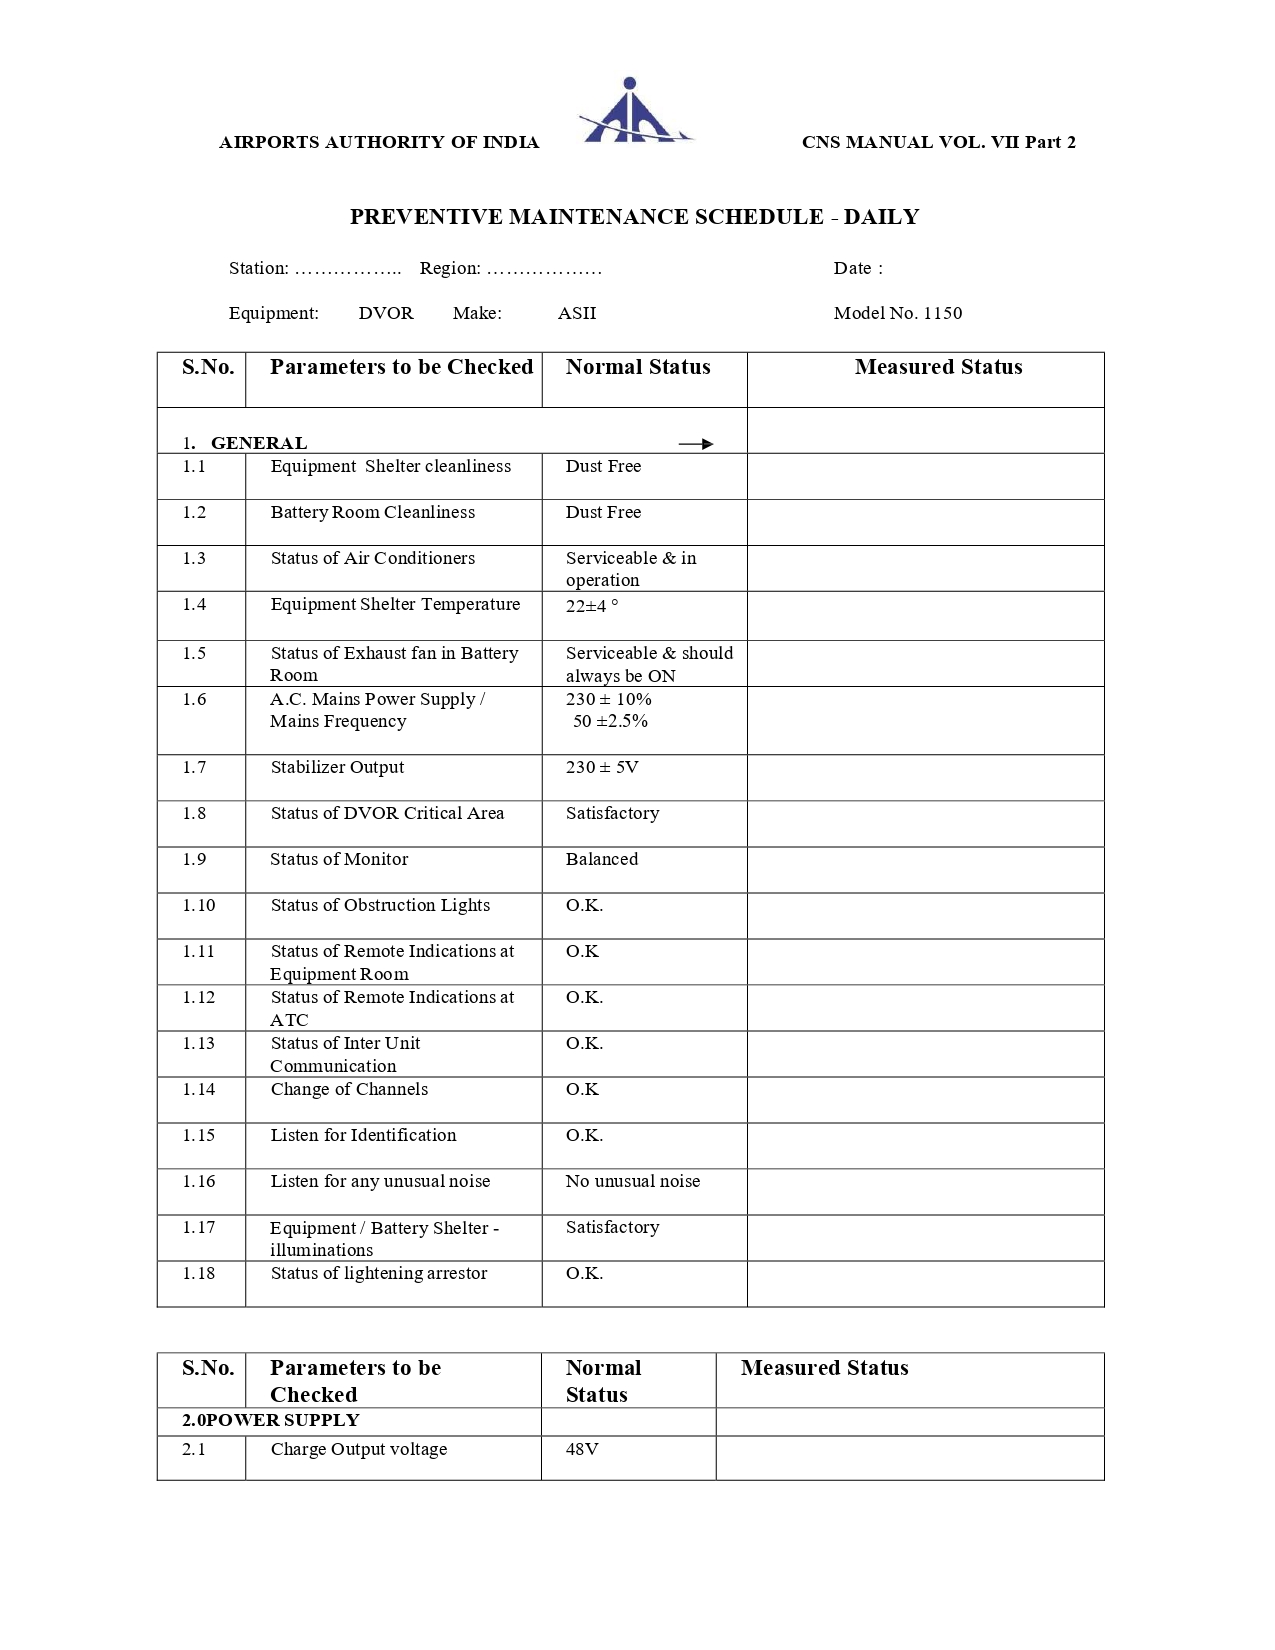 AIRPORTS AUTHORITY OF INDIA CNS MANUAL VOL. VII Part 2
PREVENTIVE MAINTENANCE SCHEDULE - DAILY
Station: …………….. Region: ……………… Date :
Equipment: DVOR Make: ASII Model No. 1150
S.No. Parameters to be Checked Normal Status Measured Status
1. GENERAL
1.1 Equipment Shelter cleanliness Dust Free
1.2 Battery Room Cleanliness Dust Free
1.3 Status of Air Conditioners Serviceable & in
operation
1.4 Equipment Shelter Temperature 22±4 °
1.5 Status of Exhaust fan in Battery Serviceable & should
Room always be ON
1.6 A.C. Mains Power Supply / 230 ± 10%
Mains Frequency 50 ±2.5%
1.7 Stabilizer Output 230 ± 5V
1.8 Status of DVOR Critical Area Satisfactory
1.9 Status of Monitor Balanced
1.10 Status of Obstruction Lights O.K.
1.11 Status of Remote Indications at O.K
Equipment Room
1.12 Status of Remote Indications at O.K.
ATC
1.13 Status of Inter Unit O.K.
Communication
1.14 Change of Channels O.K
1.15 Listen for Identification O.K.
1.16 Listen for any unusual noise No unusual noise
1.17 Equipment / Battery Shelter - Satisfactory
illuminations
1.18 Status of lightening arrestor O.K.
S.No. Parameters to be Normal Measured Status
Checked Status
2.0POWER SUPPLY
2.1 Charge Output voltage 48V